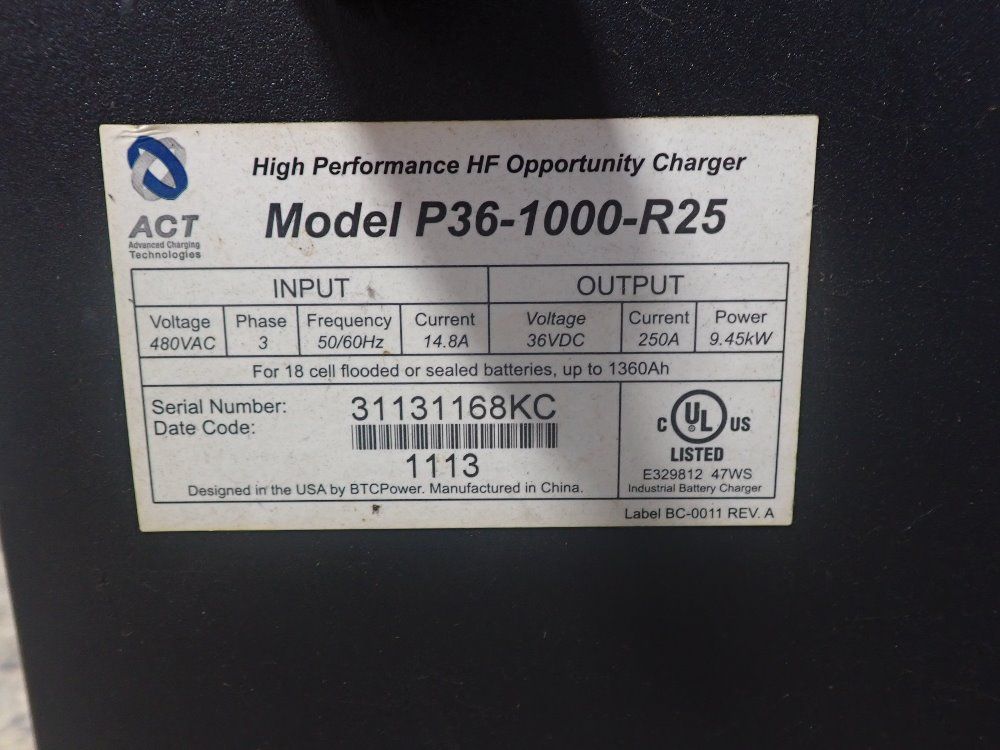 ACT
Advanced Charging
Technologies
High Performance HF Opportunity Charger
Model P36-1000-R25
INPUT OUTPUT
Voltage Phase Frequency Current Voltage Current Power
480VAC 3 50/60Hz 14.8A 36VDC 250A 9.45kW
For 18 cell flooded or sealed batteries, up to 1360Ah
Serial Number: 31131168KC
Date Code:
1113
Designed in the USA by BTCPower. Manufactured in China.
C UL US
®
LISTED
E329812 47WS
Industrial Battery Charger
Label BC-0011 REV. A